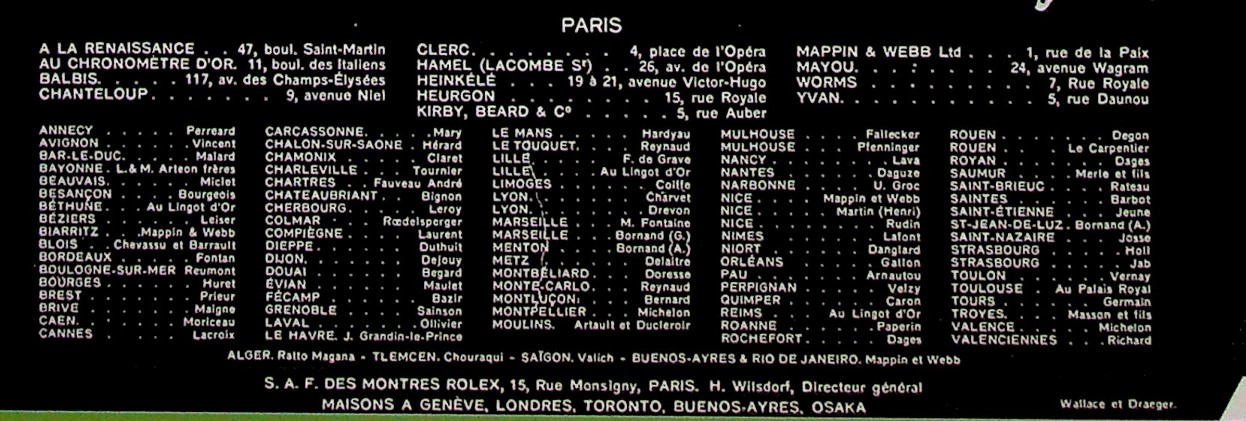 PARIS
A LA RENAISSANCE . . 47, boul. Saint-Martin
AU CHRONOMÈTRE D'OR. 11, boul. des Italiens
BALBIS. . . . . . 117, av. des Champs-Élysées
CHANTELOUP. . . . . . . 9, avenue Niel
CLERC. . . . . . . . 4, place de l'Opéra
HAMEL (LACOMBE Sr) . . 26, av. de l'Opéra
HEINKÉLÉ . . . 19 à 21, avenue Victor-Hugo
HEURGON . . . . . . . . 15, rue Royale
KIRBY, BEARD & Co . . . . . 5, rue Auber
MAPPIN & WEBB Ltd . . . 1, rue de la Paix
MAYOU. . . . . . . . 24, avenue Wagram
WORMS . . . . . . . . . 7, Rue Royale
YVAN. . . . . . . . . . 5, rue Daunou
ANNECY . . . . . Perreard
AVIGNON . . . . . Vincent
BAR-LE-DUC. . . . . Malard
BAYONNE. L. & M. Arteon frères
BEAUVAIS. . . . . . Miclet
BESANÇON . . . . Bourgeois
BÉTHUNE. . . Au Lingot d'Or
BÉZIERS . . . . . . Leiser
BIARRITZ . . Mappin & Webb
BLOIS . . Chevassu et Barrault
BORDEAUX . . . . . Fontan
BOULOGNE-SUR-MER Reumont
BOURGES . . . . . . Huret
BREST . . . . . . . Prieur
BRIVE . . . . . . . Maigne
CAEN. . . . . . . Moriceau
CANNES . . . . . . Lacroix
CARCASSONNE. . . . . . Mary
CHALON-SUR-SAONE . Hérard
CHAMONIX . . . . . . Claret
CHARLEVILLE . . . Tournier
CHARTRES . . Fauveau André
CHATEAUBRIANT . . Bignon
CHERBOURG. . . . . . Leroy
COLMAR . . . Rœdelsperger
COMPIÈGNE . . . . Laurent
DIEPPE . . . . . . Duthuit
DIJON. . . . . . . Dejouy
DOUAI . . . . . . Begard
ÉVIAN . . . . . . . Maulet
FÉCAMP . . . . . . . Bazir
GRENOBLE . . . . . Sainson
LAVAL . . . . . . Ollivier
LE HAVRE. J. Grandin-le-Prince
LE MANS . . . . . Hardyau
LE TOUQUET. . . . Reynaud
LILLE . . . . . F. de Grave
LILLE . . . . Au Lingot d'Or
LIMOGES . . . . . . Coiffe
LYON. . . . . . . Charvet
LYON. . . . . . . Drevon
MARSEILLE . . . M. Fontaine
MARSEILLE . . . Bornand (G.)
MENTON . . . . Bornand (A.)
METZ . . . . . . . Delaitre
MONTBÉLIARD . . . . Doresse
MONTE-CARLO. . . . Reynaud
MONTLUÇON . . . . . Bernard
MONTPELLIER . . . Michelon
MOULINS. Artault et Ducleroir
MULHOUSE . . . . Fallecker
MULHOUSE . . . Pfenninger
NANCY . . . . . . . . Lava
NANTES . . . . . . Daguze
NARBONNE . . . . . U. Groc
NICE . . . . Mappin et Webb
NICE . . . . Martin (Henri)
NICE . . . . . . . . Rudin
NIMES . . . . . . . Lafont
NIORT . . . . . . Danglard
ORLÉANS . . . . . . Gallon
PAU . . . . . . . Arnautou
PERPIGNAN . . . . . . Velzy
QUIMPER . . . . . . Caron
REIMS . . . . Au Lingot d'Or
ROANNE . . . . . . Paperin
ROCHEFORT. . . . . . Dages
ROUEN . . . . . . . Degon
ROUEN . . . . Le Carpentier
ROYAN . . . . . . . Dages
SAUMUR . . . . Merle et fils
SAINT-BRIEUC . . . Rateau
SAINTES . . . . . . Barbot
SAINT-ÉTIENNE . . . Jeune
ST-JEAN-DE-LUZ. Bornand (A.)
SAINT-NAZAIRE . . . . Josse
STRASBOURG . . . . . Holl
STRASBOURG . . . . . . Jab
TOULON . . . . . . Vernay
TOULOUSE . . Au Palais Royal
TOURS . . . . . . Germain
TROYES. . . . Masson et fils
VALENCE . . . . . Michelon
VALENCIENNES . . . Richard
ALGER. Ralto Magana - TLEMCEN. Chouraqui - SAÏGON. Valich - BUENOS-AYRES & RIO DE JANEIRO. Mappin et Webb
S. A. F. DES MONTRES ROLEX, 15, Rue Monsigny, PARIS. H. Wilsdorf, Directeur général
MAISONS A GENÈVE, LONDRES, TORONTO, BUENOS-AYRES, OSAKA
Wallace et Draeger.